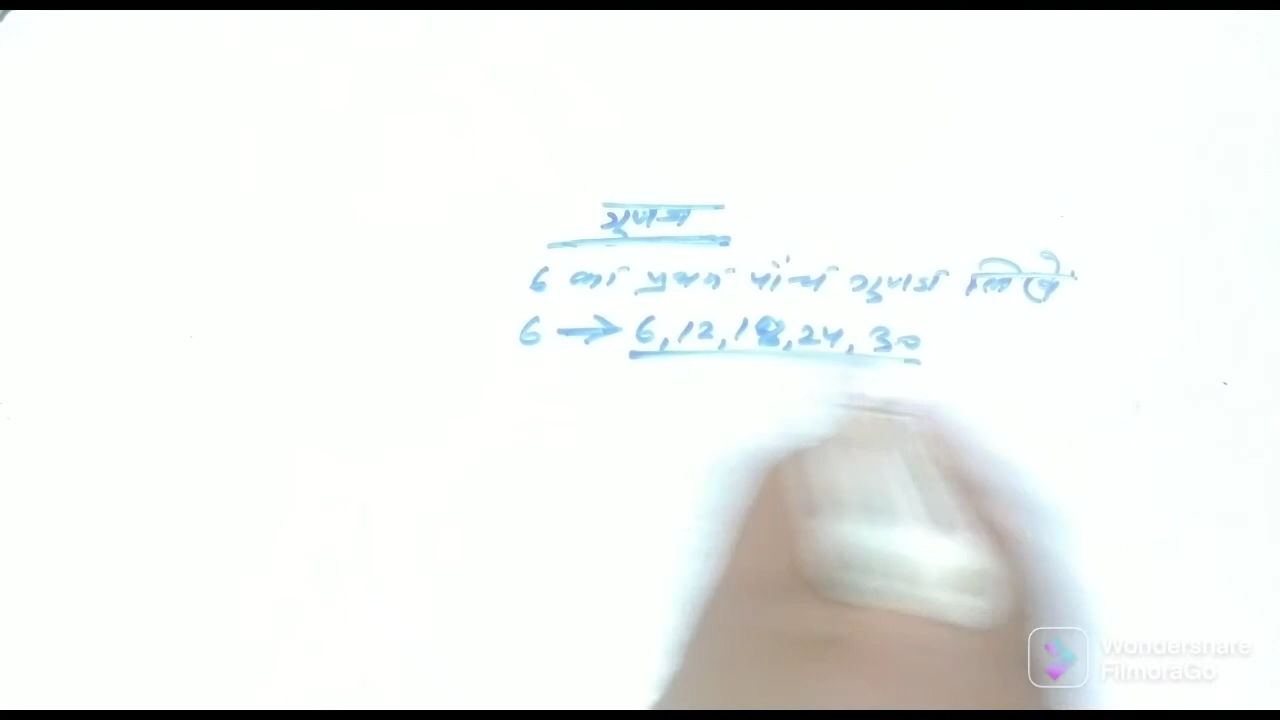 गुणज
6 का प्रथम पांच गुणज लिखें
6 → 6, 12, 18, 24, 30
Wondershare
FilmoraGo